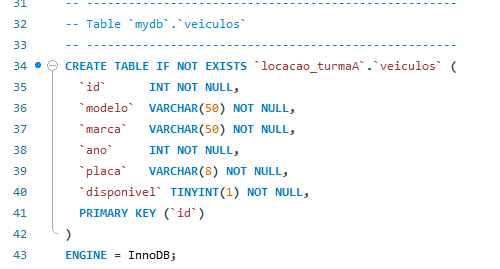 31 -- -----------------------------------------------------
32 -- Table `mydb`.`veiculos`
33 -- -----------------------------------------------------
34 CREATE TABLE IF NOT EXISTS `locacao_turmaA`.`veiculos` (
35 `id` INT NOT NULL,
36 `modelo` VARCHAR(50) NOT NULL,
37 `marca` VARCHAR(50) NOT NULL,
38 `ano` INT NOT NULL,
39 `placa` VARCHAR(8) NOT NULL,
40 `disponivel` TINYINT(1) NOT NULL,
41 PRIMARY KEY (`id`)
42 )
43 ENGINE = InnoDB;